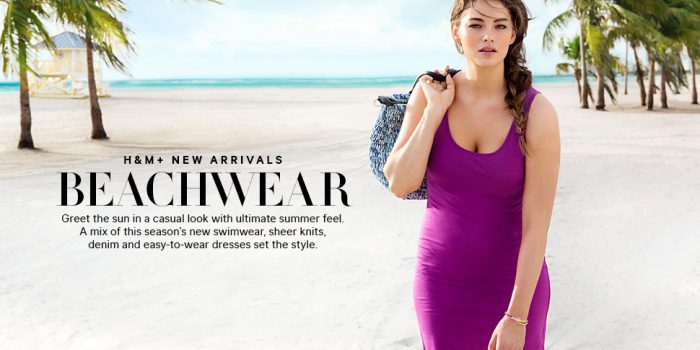 H&M+ NEW ARRIVALS
BEACHWEAR
Greet the sun in a casual look with ultimate summer feel.
A mix of this season's new swimwear, sheer knits,
denim and easy-to-wear dresses set the style.